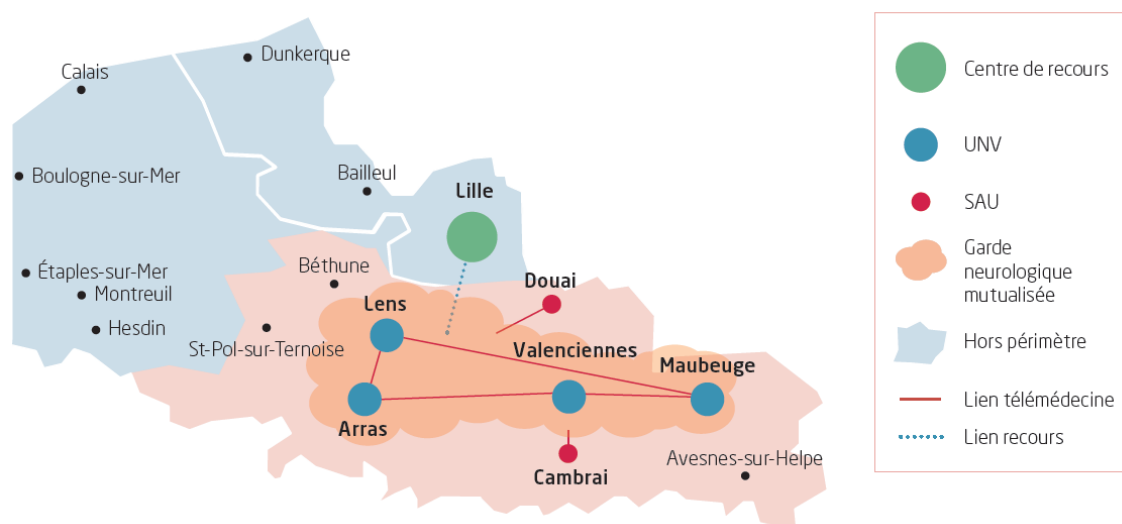 Dunkerque
Calais
Bailleul
Boulogne-sur-Mer
Lille
Étaples-sur-Mer
Montreuil
Hesdin
Béthune
Douai
Lens
St-Pol-sur-Ternoise
Valenciennes
Maubeuge
Arras
Cambrai
Avesnes-sur-Helpe
Centre de recours
UNV
SAU
Garde
neurologique
mutualisée
Hors périmètre
Lien télémédecine
Lien recours